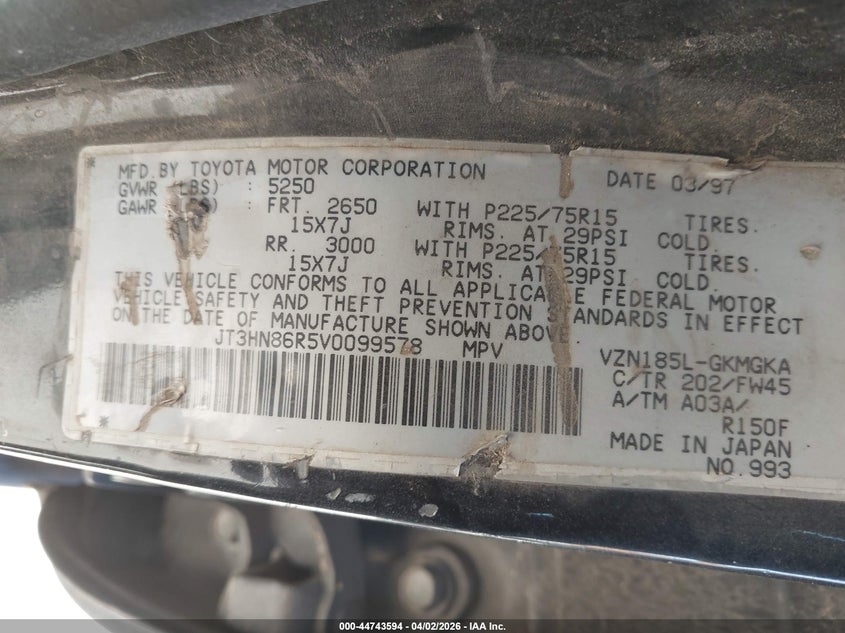 MFD.BY TOYOTA MOTOR CORPORATION DATE 03/97
GVWR (LBS) : 5250
GAWR (LBS) : FRT. 2650 WITH P225/75R15 TIRES.
15X7J RIMS. AT 29PSI COLD.
RR. 3000 WITH P225/75R15 TIRES.
15X7J RIMS. AT 29PSI COLD.
THIS VEHICLE CONFORMS TO ALL APPLICABLE FEDERAL MOTOR
VEHICLE SAFETY AND THEFT PREVENTION STANDARDS IN EFFECT
ON THE DATE OF MANUFACTURE SHOWN ABOVE.
JT3HN86R5V0099578 MPV VZN185L-GKMGKA
C/TR 202/FW45
A/TM A03A/
R150F
MADE IN JAPAN
NO.993
000-44743594 - 04/02/2026 - IAA Inc.